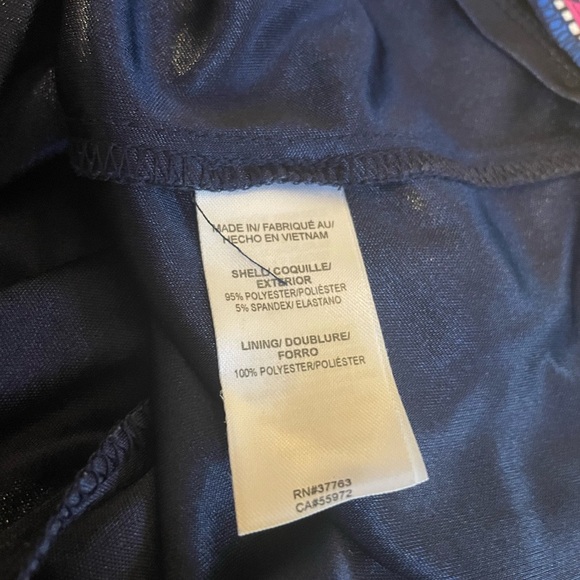 MADE IN/ FABRIQUÉ AU/
HECHO EN VIETNAM
SHELL/ COQUILLE/
EXTERIOR
95% POLYESTER/POLIÉSTER
5% SPANDEX/ ELASTANO
LINING/ DOUBLURE/
FORRO
100% POLYESTER/POLIÉSTER
RN#37763
CA#55972